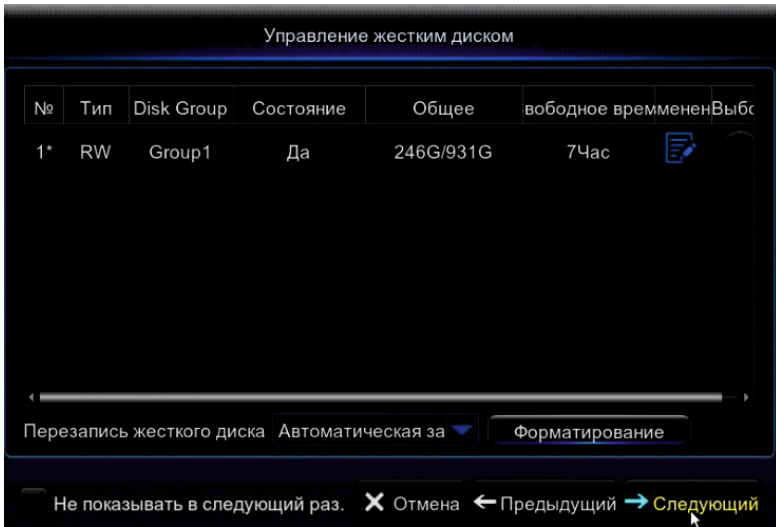 Управление жестким диском
№ Тип Disk Group Состояние Общее вободное врем менен Выбо
1* RW Group1 Да 246G/931G 7Час
Перезапись жесткого диска Автоматическая за Форматирование
Не показывать в следующий раз. Отмена Предыдущий Следующий